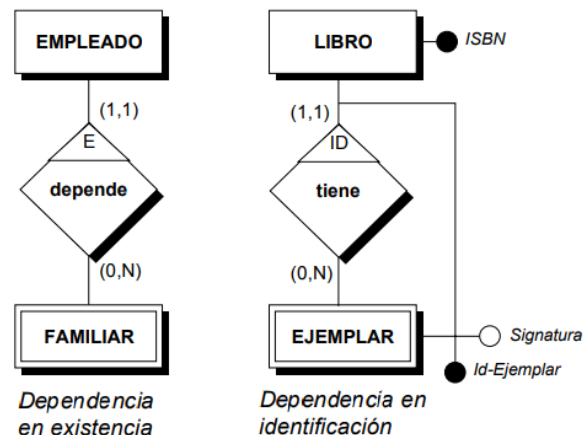 EMPLEADO
(1,1)
E
depende
(0,N)
FAMILIAR
Dependencia
en existencia
LIBRO
ISBN
(1,1)
ID
tiene
(0,N)
EJEMPLAR
Signatura
Id-Ejemplar
Dependencia en
identificación